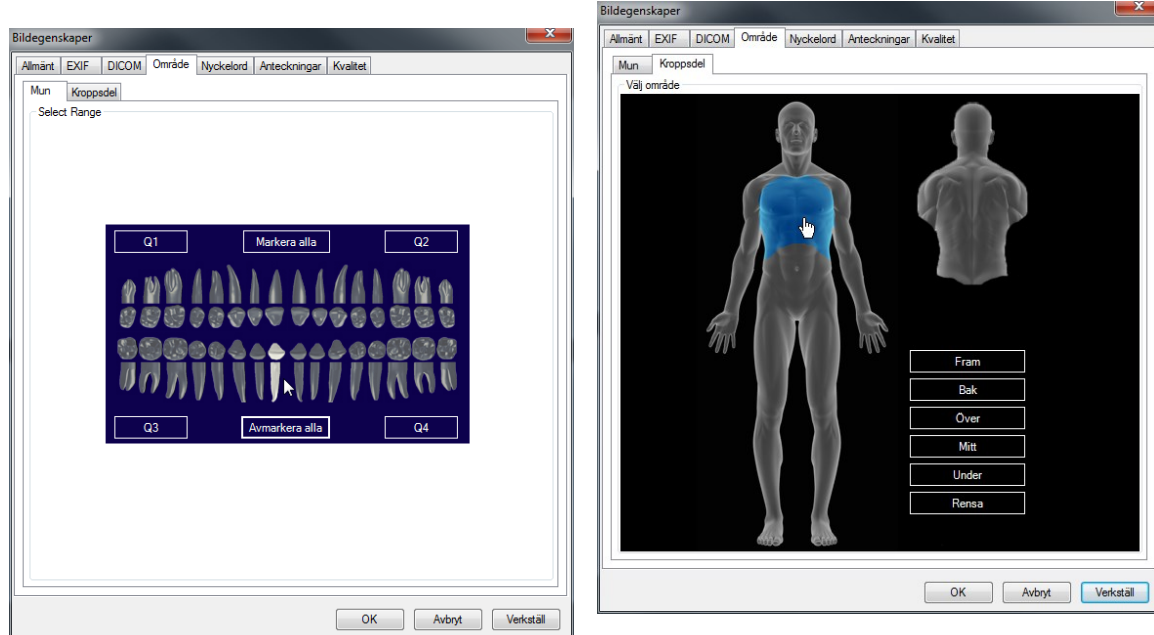 Bildegenskaper
Allmänt EXIF DICOM Område Nyckelord Anteckningar Kvalitet
Mun Kroppsdel
Select Range
Q1 Markera alla Q2
Q3 Avmarkera alla Q4
OK Avbryt Verkställ
Bildegenskaper
Allmänt EXIF DICOM Område Nyckelord Anteckningar Kvalitet
Mun Kroppsdel
Välj område
Fram
Bak
Över
Mitt
Under
Rensa
OK Avbryt Verkställ